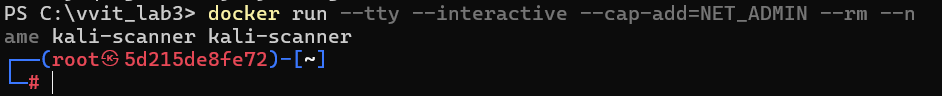 PS C:\vvit_lab3> docker run --tty --interactive --cap-add=NET_ADMIN --rm --n
ame kali-scanner kali-scanner
┌──(root㉿5d215de8fe72)-[~]
└─#